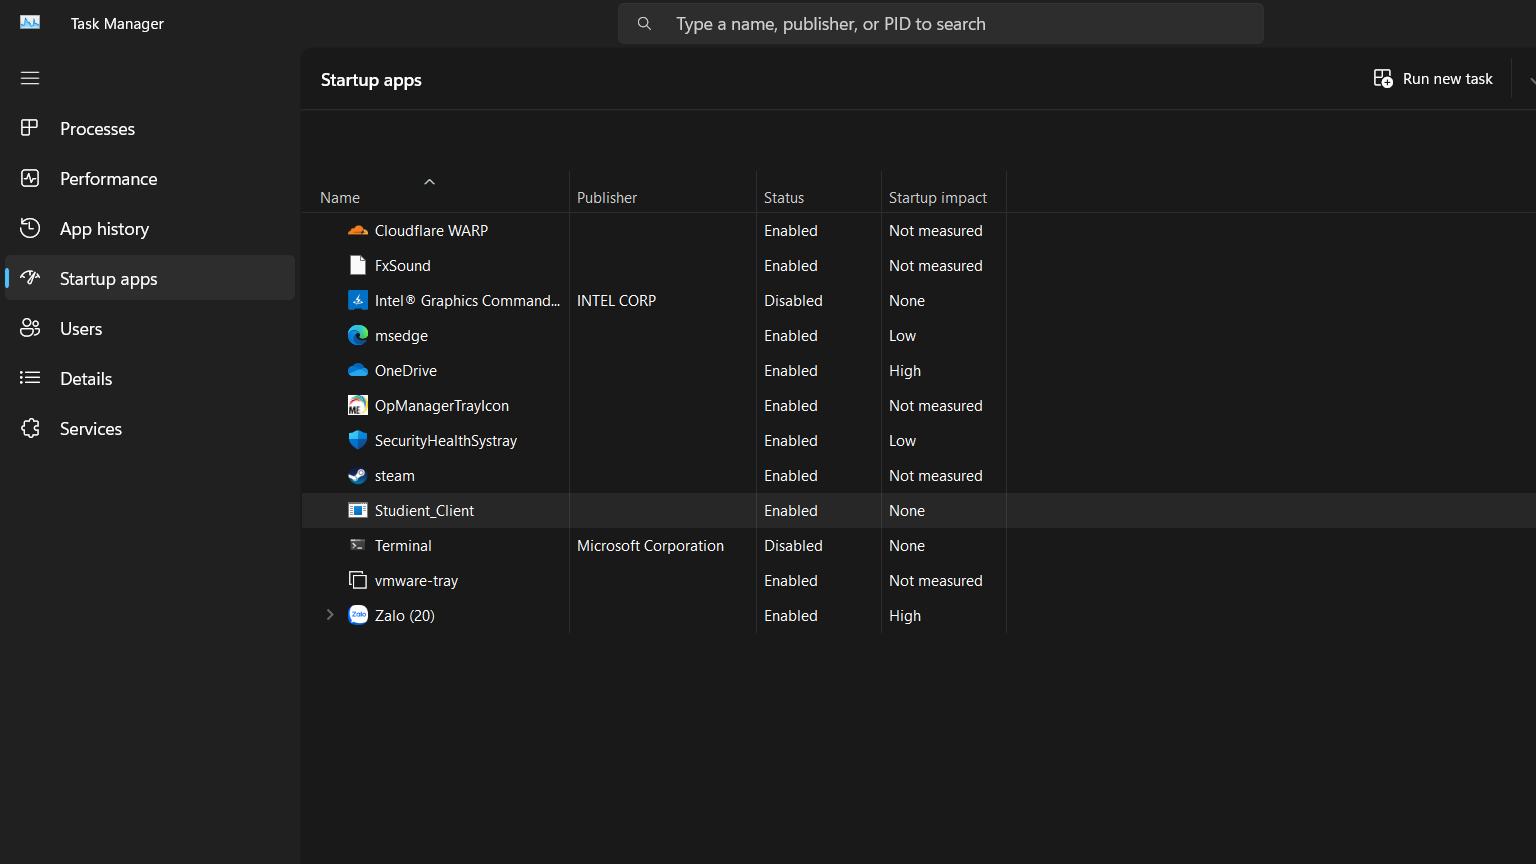 Task Manager
Type a name, publisher, or PID to search
Startup apps
Run new task
Processes
Performance
App history
Startup apps
Users
Details
Services
Name Publisher Status Startup impact
Cloudflare WARP Enabled Not measured
FxSound Enabled Not measured
Intel® Graphics Command... INTEL CORP Disabled None
msedge Enabled Low
OneDrive Enabled High
ME OpManagerTrayIcon Enabled Not measured
SecurityHealthSystray Enabled Low
steam Enabled Not measured
Studient_Client Enabled None
Terminal Microsoft Corporation Disabled None
vmware-tray Enabled Not measured
Zalo Zalo (20) Enabled High